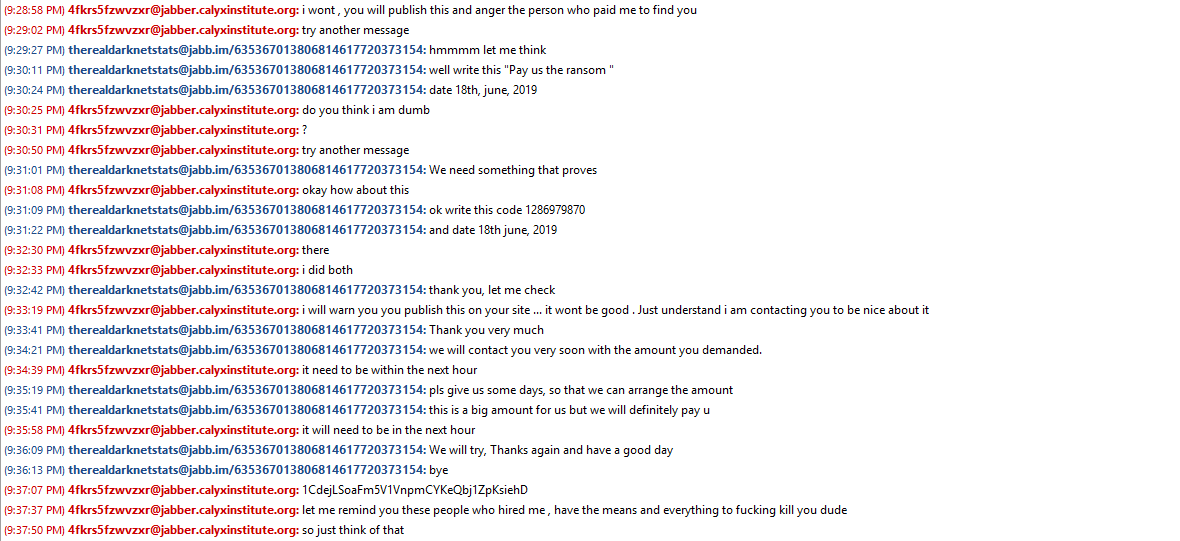 (9:28:58 PM) 4fkrs5fzwvzxr@jabber.calyxinstitute.org: i wont , you will publish this and anger the person who paid me to find you
(9:29:02 PM) 4fkrs5fzwvzxr@jabber.calyxinstitute.org: try another message
(9:29:27 PM) therealdarknetstats@jabb.im/635367013806814617720373154: hmmmm let me think
(9:30:11 PM) therealdarknetstats@jabb.im/635367013806814617720373154: well write this "Pay us the ransom "
(9:30:24 PM) therealdarknetstats@jabb.im/635367013806814617720373154: date 18th, june, 2019
(9:30:25 PM) 4fkrs5fzwvzxr@jabber.calyxinstitute.org: do you think i am dumb
(9:30:31 PM) 4fkrs5fzwvzxr@jabber.calyxinstitute.org: ?
(9:30:50 PM) 4fkrs5fzwvzxr@jabber.calyxinstitute.org: try another message
(9:31:01 PM) therealdarknetstats@jabb.im/635367013806814617720373154: We need something that proves
(9:31:08 PM) 4fkrs5fzwvzxr@jabber.calyxinstitute.org: okay how about this
(9:31:09 PM) therealdarknetstats@jabb.im/635367013806814617720373154: ok write this code 1286979870
(9:31:22 PM) therealdarknetstats@jabb.im/635367013806814617720373154: and date 18th june, 2019
(9:32:30 PM) 4fkrs5fzwvzxr@jabber.calyxinstitute.org: there
(9:32:33 PM) 4fkrs5fzwvzxr@jabber.calyxinstitute.org: i did both
(9:32:42 PM) therealdarknetstats@jabb.im/635367013806814617720373154: thank you, let me check
(9:33:19 PM) 4fkrs5fzwvzxr@jabber.calyxinstitute.org: i will warn you you publish this on your site ... it wont be good . Just understand i am contacting you to be nice about it
(9:33:41 PM) therealdarknetstats@jabb.im/635367013806814617720373154: Thank you very much
(9:34:21 PM) therealdarknetstats@jabb.im/635367013806814617720373154: we will contact you very soon with the amount you demanded.
(9:34:39 PM) 4fkrs5fzwvzxr@jabber.calyxinstitute.org: it need to be within the next hour
(9:35:19 PM) therealdarknetstats@jabb.im/635367013806814617720373154: pls give us some days, so that we can arrange the amount
(9:35:41 PM) therealdarknetstats@jabb.im/635367013806814617720373154: this is a big amount for us but we will definitely pay u
(9:35:58 PM) 4fkrs5fzwvzxr@jabber.calyxinstitute.org: it will need to be in the next hour
(9:36:09 PM) therealdarknetstats@jabb.im/635367013806814617720373154: We will try, Thanks again and have a good day
(9:36:13 PM) therealdarknetstats@jabb.im/635367013806814617720373154: bye
(9:37:07 PM) 4fkrs5fzwvzxr@jabber.calyxinstitute.org: 1CdejLSoaFm5V1VnpmCYKeQbj1ZpKsiehD
(9:37:37 PM) 4fkrs5fzwvzxr@jabber.calyxinstitute.org: let me remind you these people who hired me , have the means and everything to fucking kill you dude
(9:37:50 PM) 4fkrs5fzwvzxr@jabber.calyxinstitute.org: so just think of that